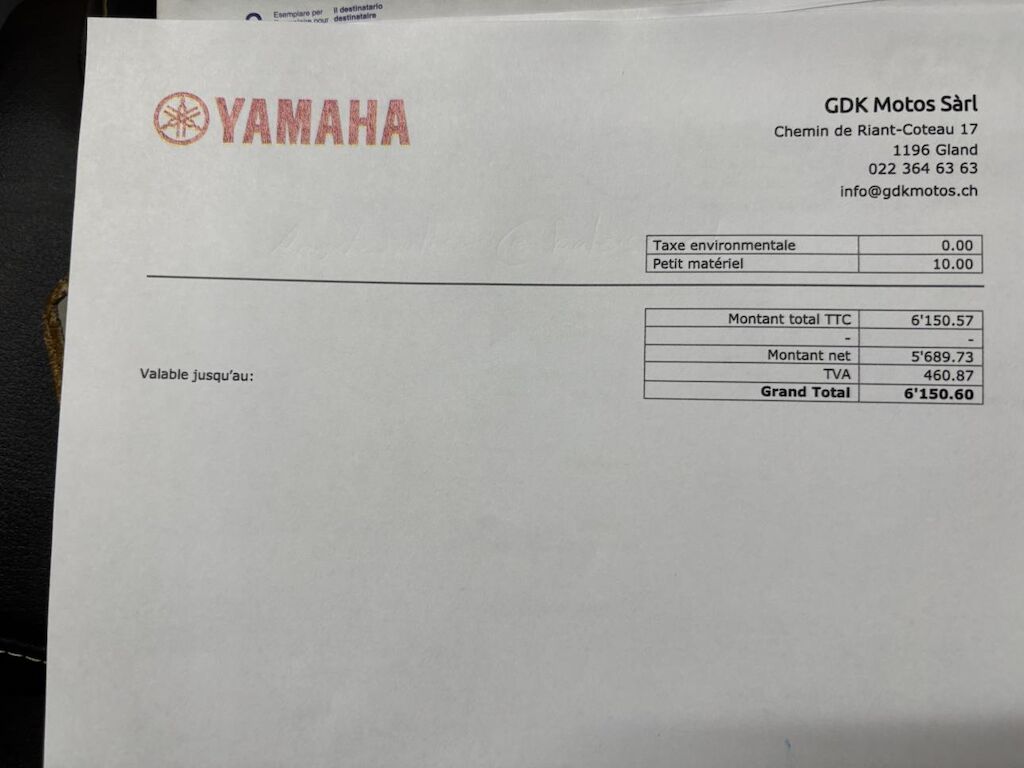 Esemplare per il destinatario
pour destinataire
YAMAHA
GDK Motos Sàrl
Chemin de Riant-Coteau 17
1196 Gland
022 364 63 63
info@gdkmotos.ch
Taxe environmentale 0.00
Petit matériel 10.00
Montant total TTC 6'150.57
- -
Montant net 5'689.73
Valable jusqu'au:
TVA 460.87
Grand Total 6'150.60